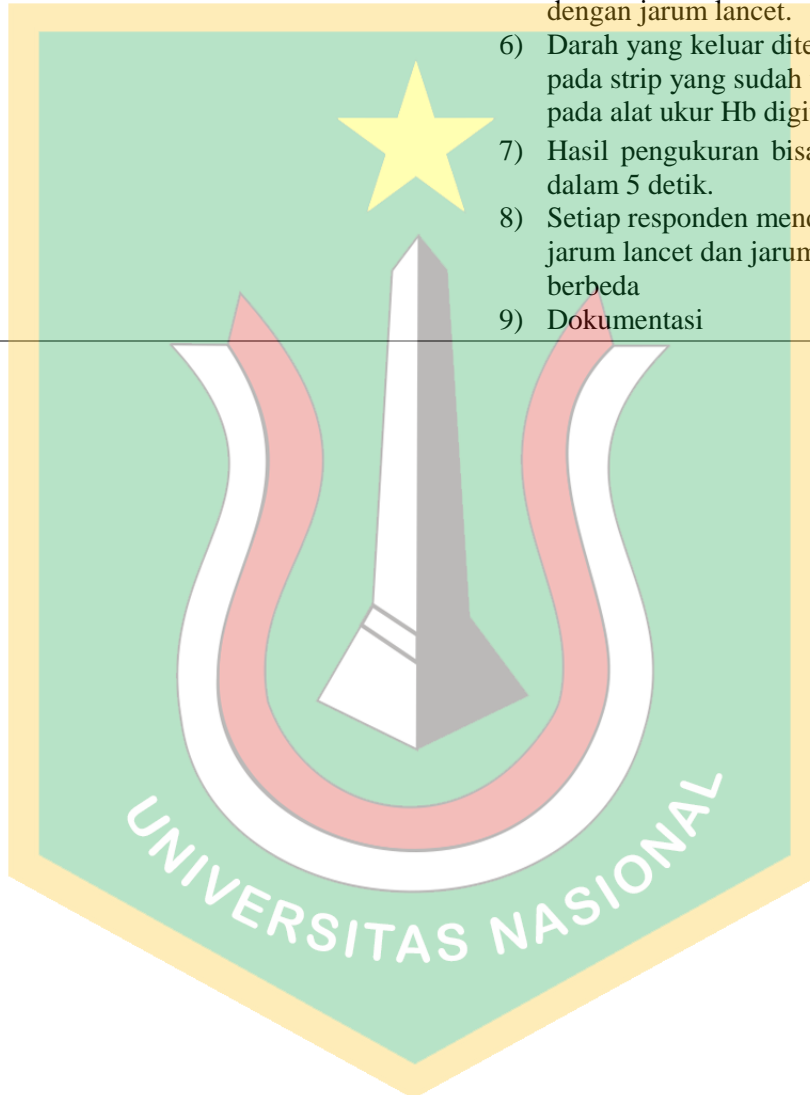 dengan jarum lancet.
6) Darah yang keluar
pada strip yang sudah
pada alat ukur Hb
7) Hasil pengukuran
dalam 5 detik.
8) Setiap responden
jarum lancet dan
berbeda
9) Dokumentasi
UNIVERSITAS NASIONAL